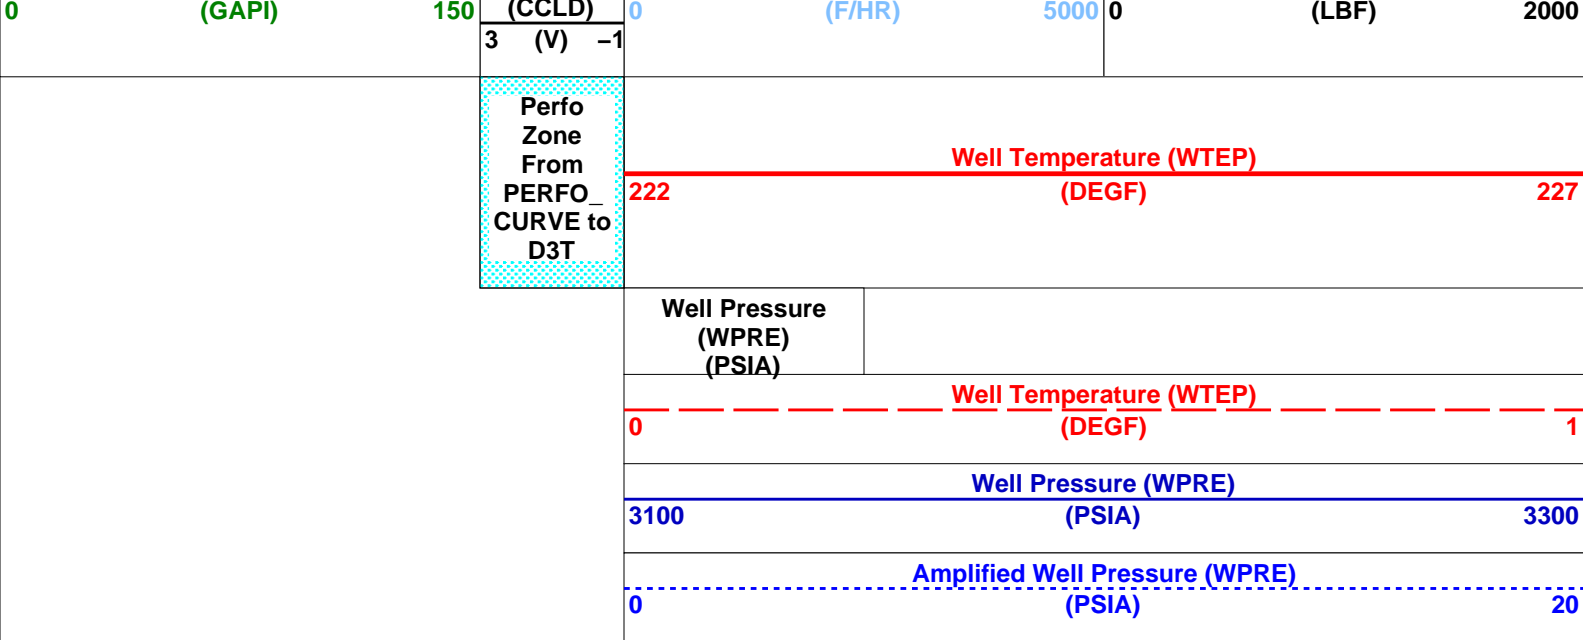 0 (GAPI) 150 (CCLD) 0 (F/HR) 5000 0 (LBF) 2000
3 (V) −1
Perfo
Zone
From
PERFO_
CURVE to
D3T
Well Temperature (WTEP)
222 (DEGF) 227
Well Pressure
(WPRE)
(PSIA)
Well Temperature (WTEP)
0 (DEGF) 1
Well Pressure (WPRE)
3100 (PSIA) 3300
Amplified Well Pressure (WPRE)
0 (PSIA) 20